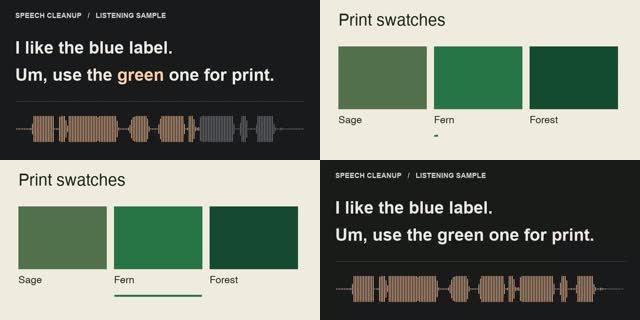 SPEECH CLEANUP / LISTENING SAMPLE
I like the blue label.
Um, use the green one for print.
Print swatches
Sage Fern Forest
Print swatches
Sage Fern Forest
SPEECH CLEANUP / LISTENING SAMPLE
I like the blue label.
Um, use the green one for print.